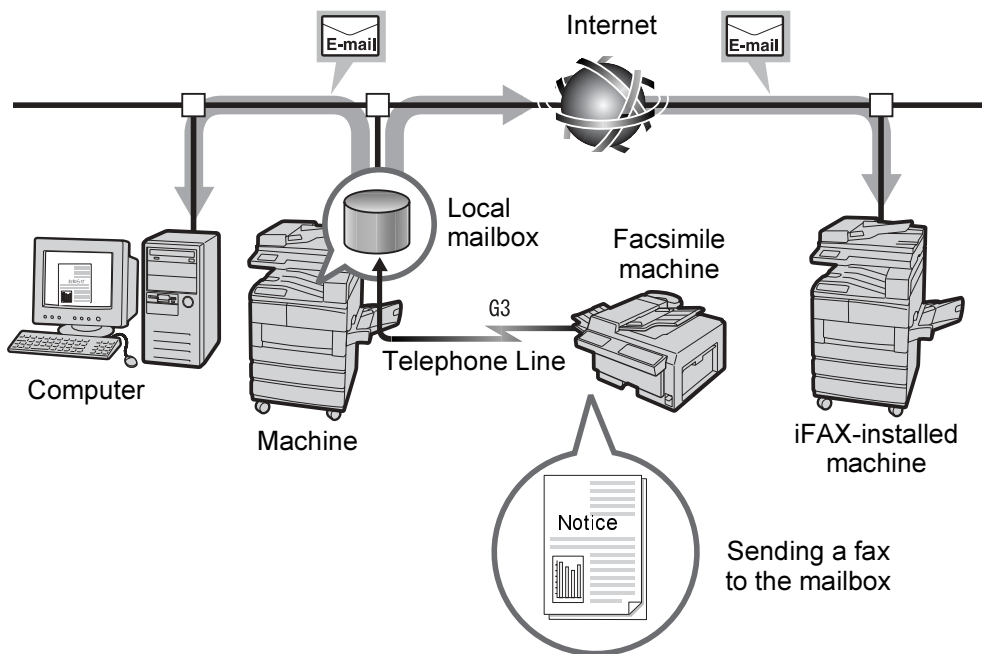 E-mail
Internet
E-mail
Local
mailbox
Facsimile
machine
G3
Telephone Line
Computer
Machine
iFAX-installed
machine
Notice
Sending a fax
to the mailbox